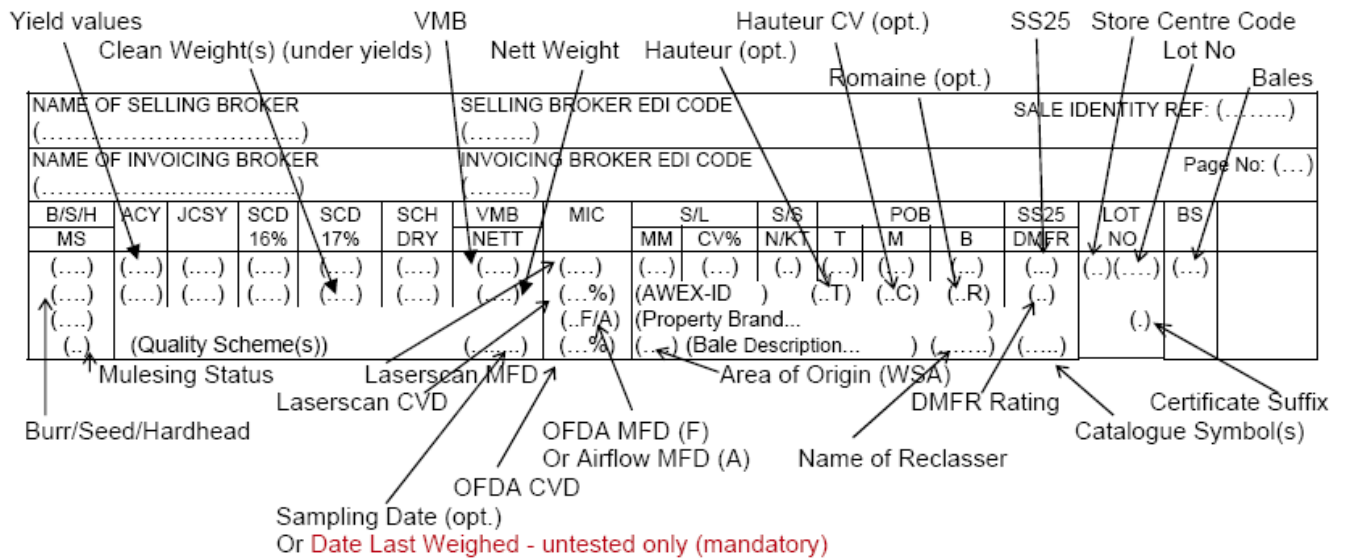 Yield values VMB Hauteur CV (opt.) SS25 Store Centre Code
Clean Weight(s) (under yields) Nett Weight Hauteur (opt.) Lot No
Romaine (opt.) Bales
NAME OF SELLING BROKER SELLING BROKER EDI CODE SALE IDENTITY REF: (........)
(..............................) (........)
NAME OF INVOICING BROKER INVOICING BROKER EDI CODE Page No: (...)
(..............................) (........)
B/S/H ACY JCSY SCD SCD SCH VMB MIC S/L S/S POB SS25 LOT BS
MS 16% 17% DRY NETT MM CV% N/KT T M B DMFR NO
(....) (....) (....) (....) (....) (....) (....) (....) (...) (...) (..) (...) (...) (...) (...) (..)(....) (...)
(....) (....) (....) (....) (....) (....) (....) (...%) (AWEX-ID ) (..T) (..C) (..R) (..)
(....) (..F/A) (Property Brand... ) (.)
(..) (Quality Scheme(s)) (........) (...%) (...) (Bale Description... ) (.......) (.....)
Mulesing Status Laserscan MFD Area of Origin (WSA)
Laserscan CVD DMFR Rating Certificate Suffix
Burr/Seed/Hardhead OFDA MFD (F) Catalogue Symbol(s)
Or Airflow MFD (A) Name of Reclasser
OFDA CVD
Sampling Date (opt.)
Or Date Last Weighed - untested only (mandatory)